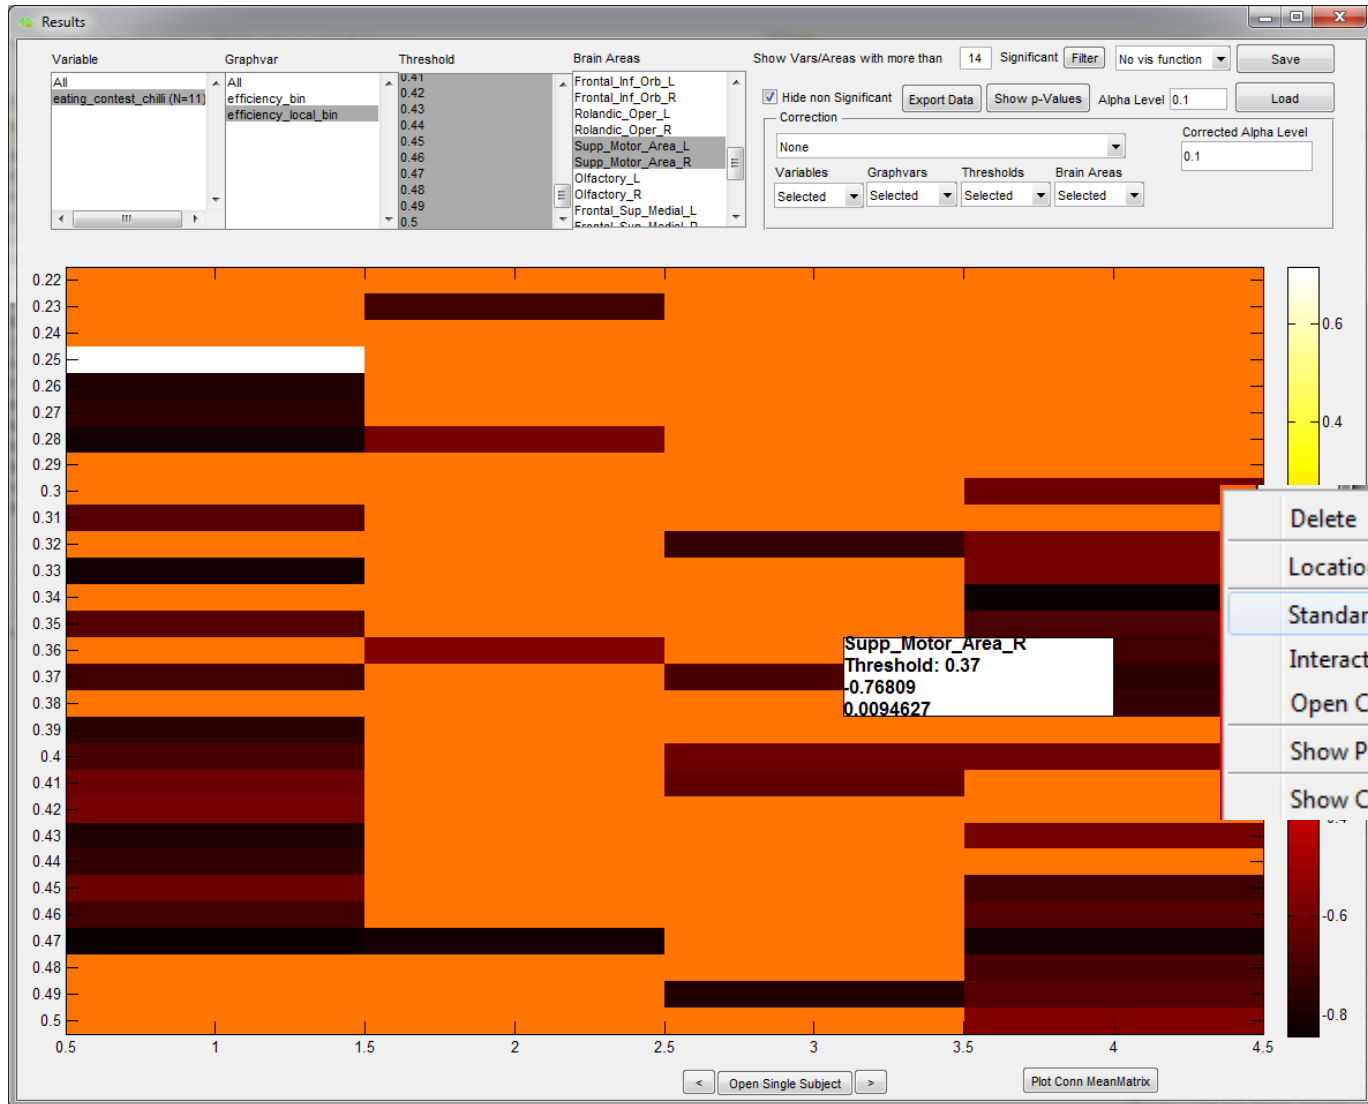 Results
Variable
Graphvar
Threshold
Brain Areas
Show Vars/Areas with more than 14 Significant Filter No vis function Save
All
eating_contest_chilli (N=11)
All
efficiency_bin
efficiency_local_bin
0.41
0.42
0.43
0.44
0.45
0.46
0.47
0.48
0.49
0.5
Frontal_Inf_Orb_L
Frontal_Inf_Orb_R
Rolandic_Oper_L
Rolandic_Oper_R
Supp_Motor_Area_L
Supp_Motor_Area_R
Olfactory_L
Olfactory_R
Frontal_Sup_Medial_L
Frontal_Sup_Medial_R
Hide non Significant Export Data Show p-Values Alpha Level 0.1 Load
Correction
None
Corrected Alpha Level
0.1
Variables Graphvars Thresholds Brain Areas
Selected Selected Selected Selected
0.22
0.23
0.24
0.25
0.26
0.27
0.28
0.29
0.3
0.31
0.32
0.33
0.34
0.35
0.36
0.37
0.38
0.39
0.4
0.41
0.42
0.43
0.44
0.45
0.46
0.47
0.48
0.49
0.5
Supp_Motor_Area_R
Threshold: 0.37
-0.76809
0.0094627
0.6
0.4
Delete
Locatio
Standar
Interact
Open C
Show P
Show C
-0.4
-0.6
-0.8
0.5 1 1.5 2 2.5 3 3.5 4 4.5
< Open Single Subject > Plot Conn MeanMatrix